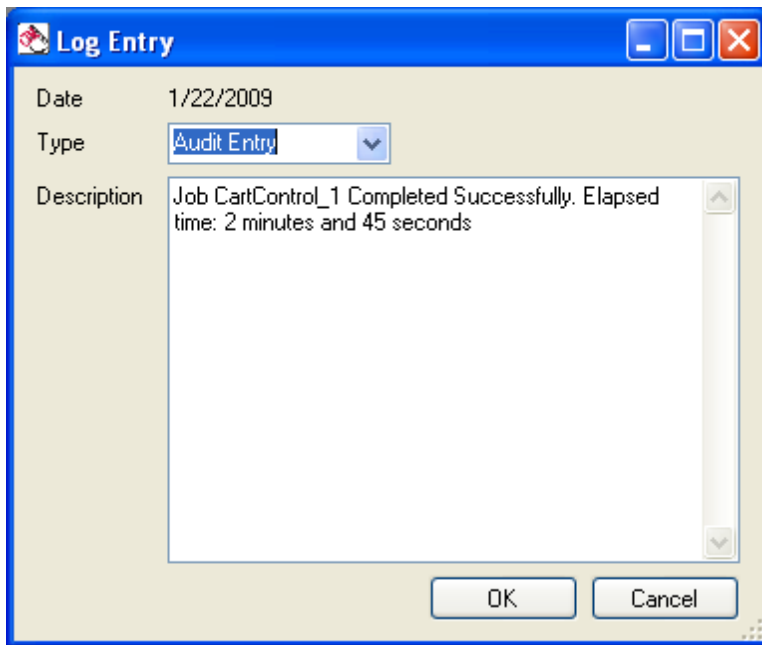 Log Entry
Date 1/22/2009
Type Audit Entry
Description Job CartControl_1 Completed Successfully. Elapsed
time: 2 minutes and 45 seconds
OK Cancel